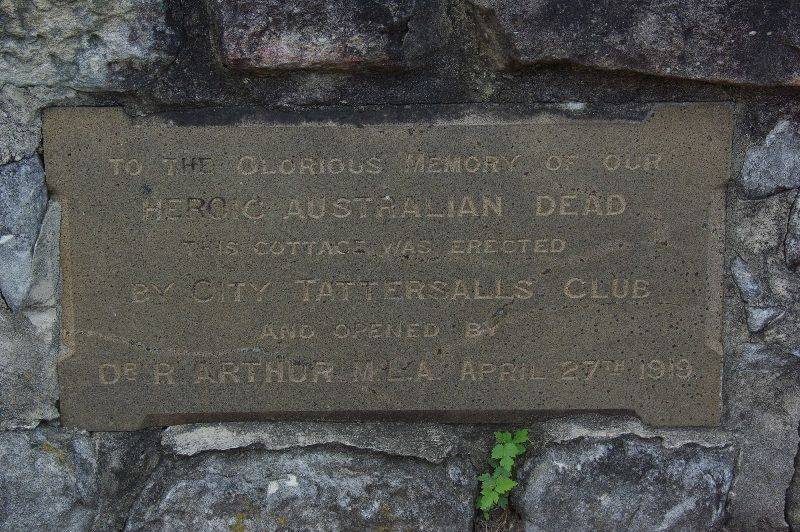 TO THE GLORIOUS MEMORY OF OUR
HEROIC AUSTRALIAN DEAD
THIS COTTAGE WAS ERECTED
BY CITY TATTERSALLS CLUB
AND OPENED BY
DR R. ARTHUR M.L.A. APRIL 27TH 1919.